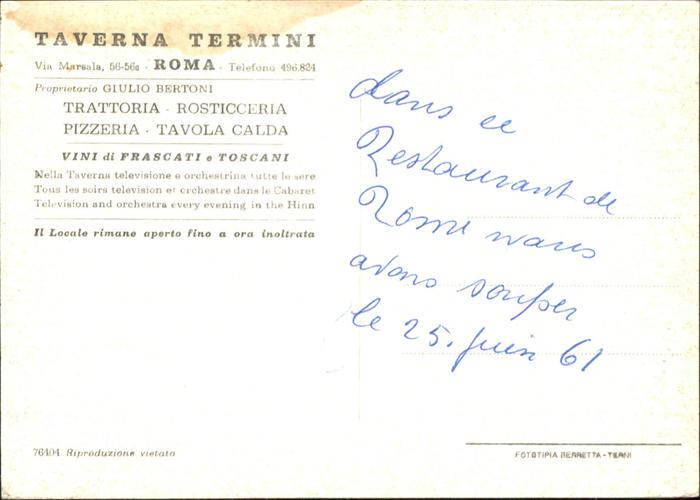 TAVERNA TERMINI
Via Marsala, 56-56c - ROMA - Telefono 496.824
Proprietario GIULIO BERTONI
TRATTORIA - ROSTICCERIA
PIZZERIA - TAVOLA CALDA
VINI di FRASCATI e TOSCANI
Nella Taverna televisione e orchestrina tutte le sere
Tous les soirs television et orchestre dans le Cabaret
Television and orchestra every evening in the Hinn
Il Locale rimane aperto fino a ora inoltrata
dans ce
Restaurant de
Rome nous
avons souper
le 25. juin 61
76404 Riproduzione vietata
FOTOTIPIA BERRETTA - TERNI